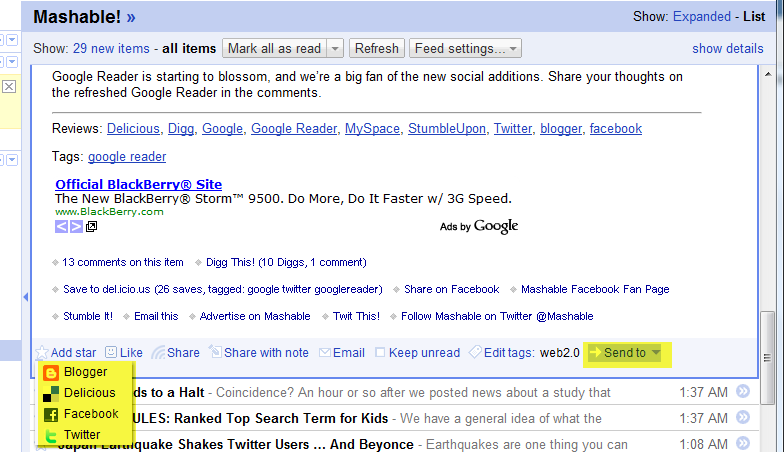 Mashable! »
Show: Expanded - List
Show: 29 new items - all items Mark all as read Refresh Feed settings... show details
Google Reader is starting to blossom, and we're a big fan of the new social additions. Share your thoughts on
the refreshed Google Reader in the comments.
Reviews: Delicious, Digg, Google, Google Reader, MySpace, StumbleUpon, Twitter, blogger, facebook
Tags: google reader
Official BlackBerry® Site
The New BlackBerry® Storm™ 9500. Do More, Do It Faster w/ 3G Speed.
www.BlackBerry.com
Ads by Google
13 comments on this item Digg This! (10 Diggs, 1 comment)
Save to del.icio.us (26 saves, tagged: google twitter googlereader) Share on Facebook Mashable Facebook Fan Page
Stumble It! Email this Advertise on Mashable Twit This! Follow Mashable on Twitter @Mashable
Add star Like Share Share with note Email Keep unread Edit tags: web2.0 Send to
Blogger
Delicious
Facebook
Twitter
to a Halt - Coincidence? An hour or so after we posted news about a study that 1:37 AM
Ranked Top Search Term for Kids - We have a general idea of what the 1:37 AM
Japan Earthquake Shakes Twitter Users ... And Beyonce - Earthquakes are one thing you can 1:08 AM